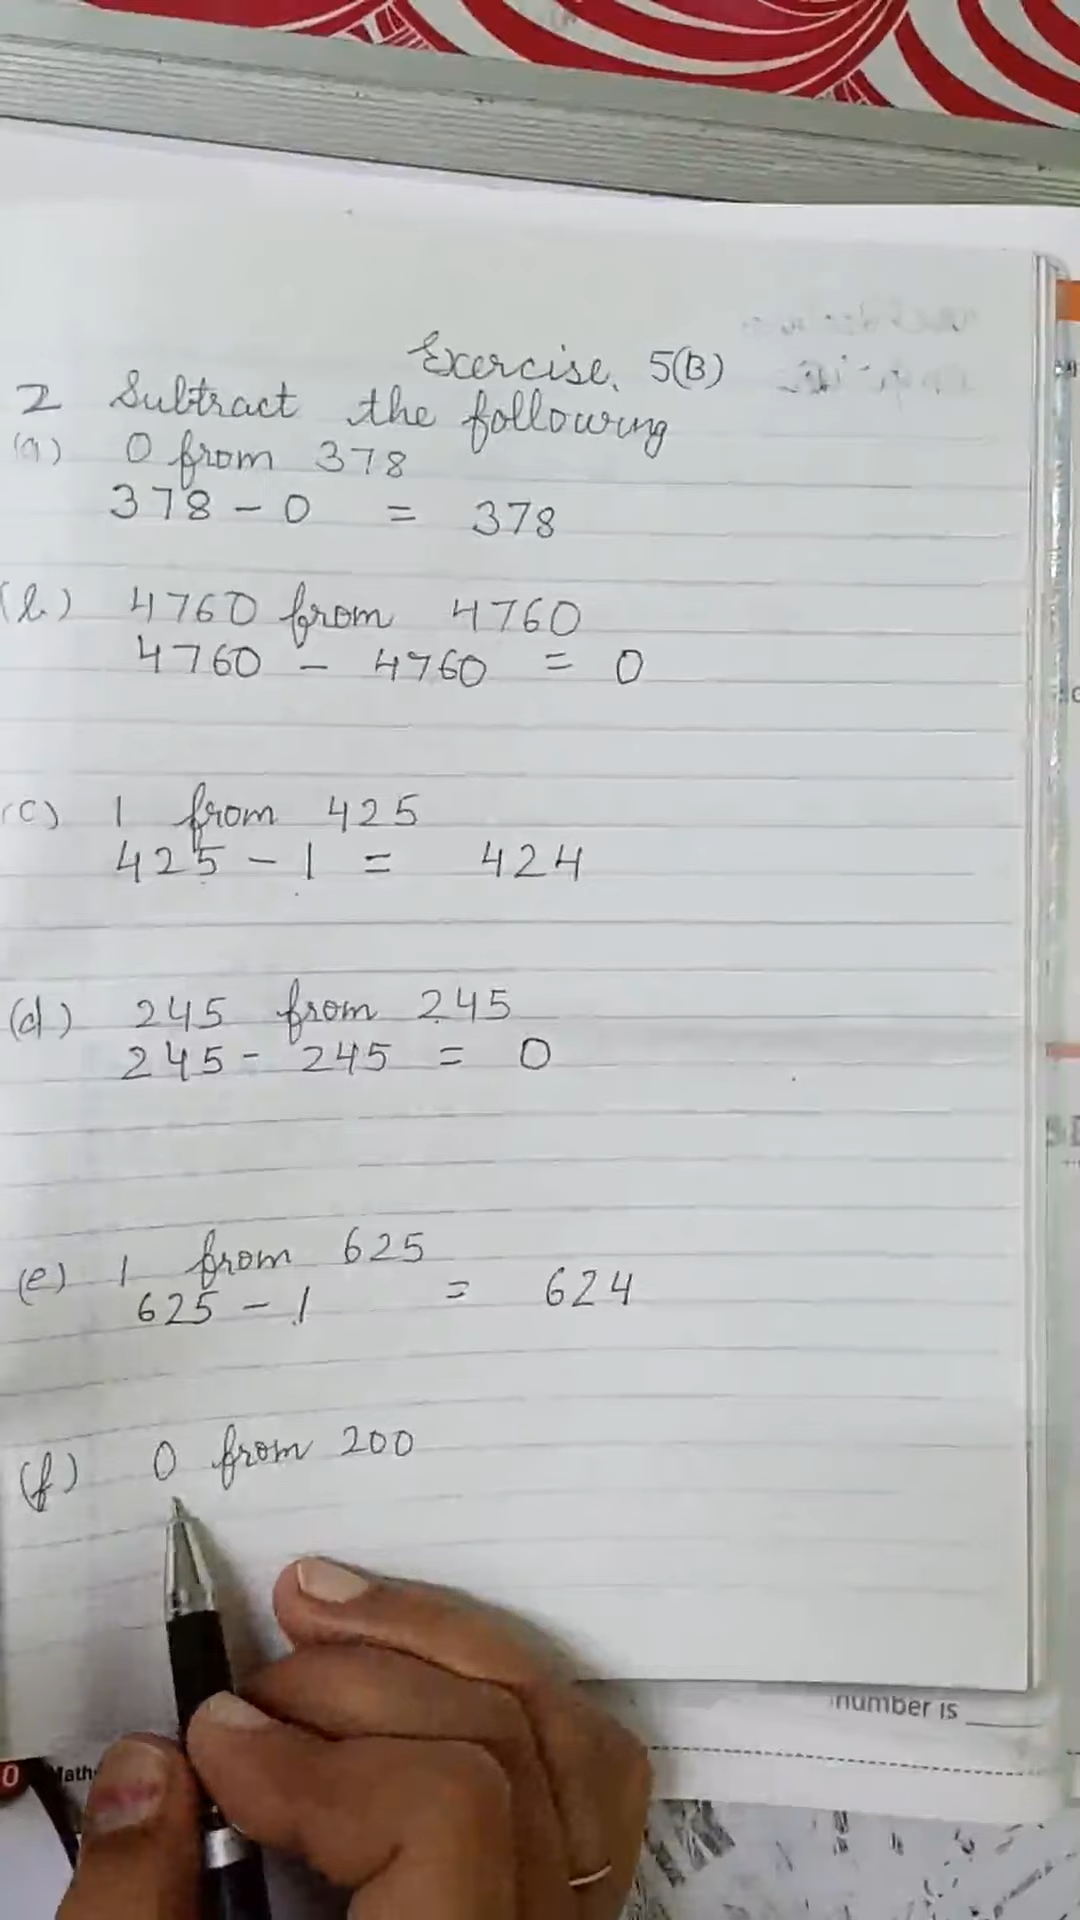 Exercise. 5(B)
2 Subtract the following
(a) 0 from 378
378 - 0 = 378
(b) 4760 from 4760
4760 - 4760 = 0
(c) 1 from 425
425 - 1 = 424
(d) 245 from 245
245 - 245 = 0
(e) 1 from 625
625 - 1 = 624
(f) 0 from 200
number is
0